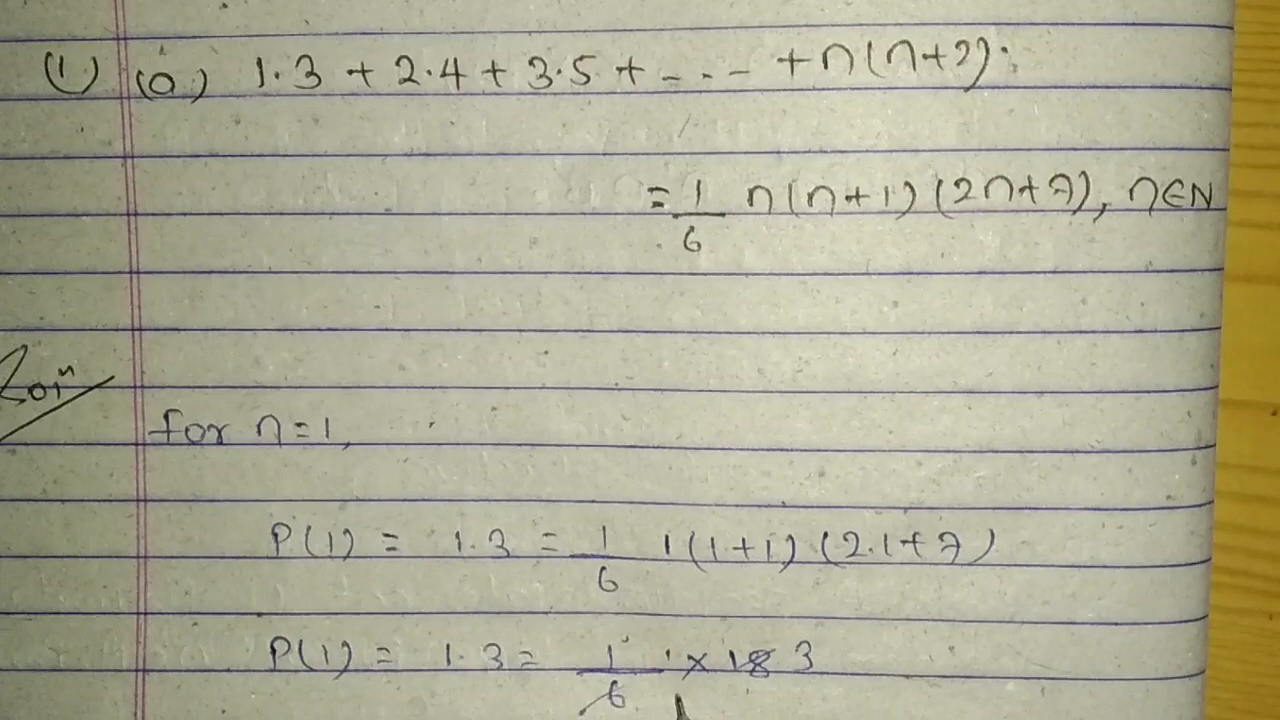 (1) (a) 1.3 + 2.4 + 3.5 + - - - + n(n+2).
= 1/6 n(n+1) (2n+7), n∈N
Soln
for n=1,
P(1) = 1.3 = 1/6 1(1+1) (2.1+7)
P(1) = 1.3 = 1/6 × 18 3